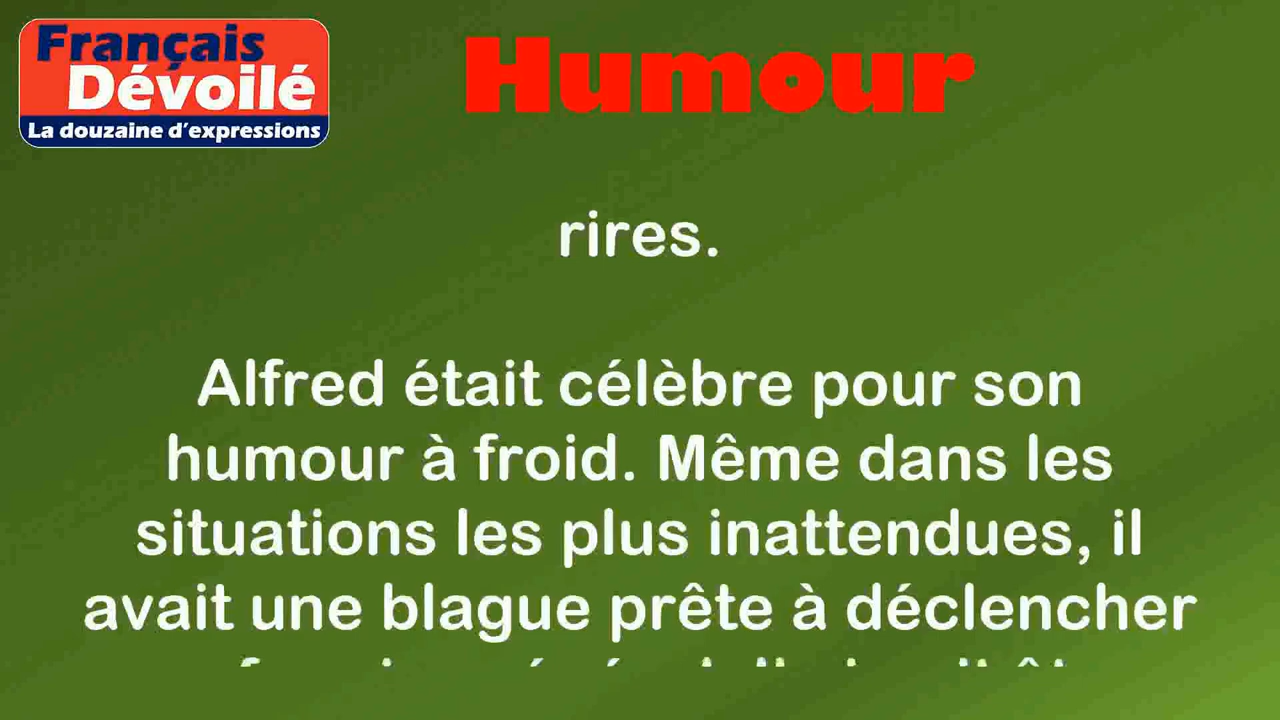 Français
Dévoilé
La douzaine d'expressions
Humour
rires.
Alfred était célèbre pour son
humour à froid. Même dans les
situations les plus inattendues, il
avait une blague prête à déclencher